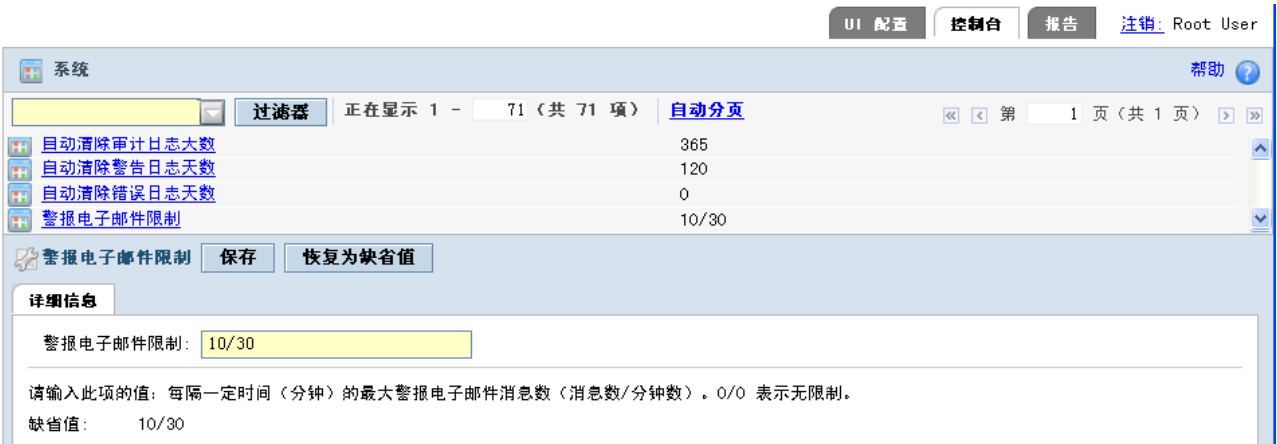 UI 配置 控制台 报告 注销: Root User
系统 帮助
过滤器 正在显示 1 - 71 (共 71 项) 自动分页 第 1 页(共 1 页)
自动清除审计日志天数 365
自动清除警告日志天数 120
自动清除错误日志天数 0
警报电子邮件限制 10/30
警报电子邮件限制 保存 恢复为缺省值
详细信息
警报电子邮件限制: 10/30
请输入此项的值: 每隔一定时间（分钟）的最大警报电子邮件消息数（消息数/分钟数）。0/0 表示无限制。
缺省值: 10/30